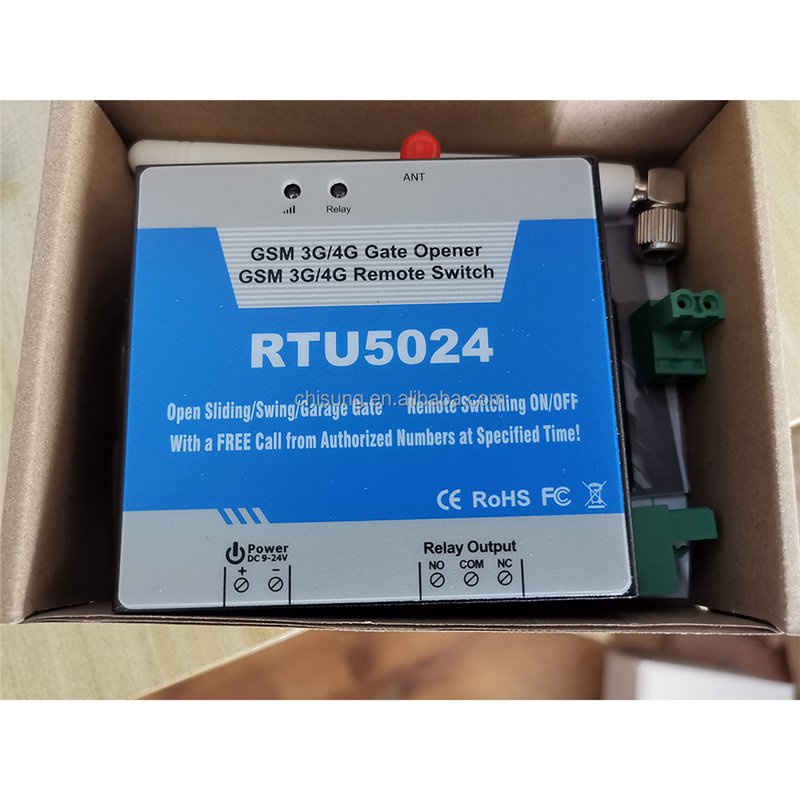 ANT
Relay
GSM 3G/4G Gate Opener
GSM 3G/4G Remote Switch
RTU5024
chisung.en.alibaba.com
Open Sliding/Swing/Garage Gate Remote Switching ON/OFF
With a FREE Call from Authorized Numbers at Specified Time!
CE RoHS FC
Power
DC 9-24V
+ −
Relay Output
NO COM NC